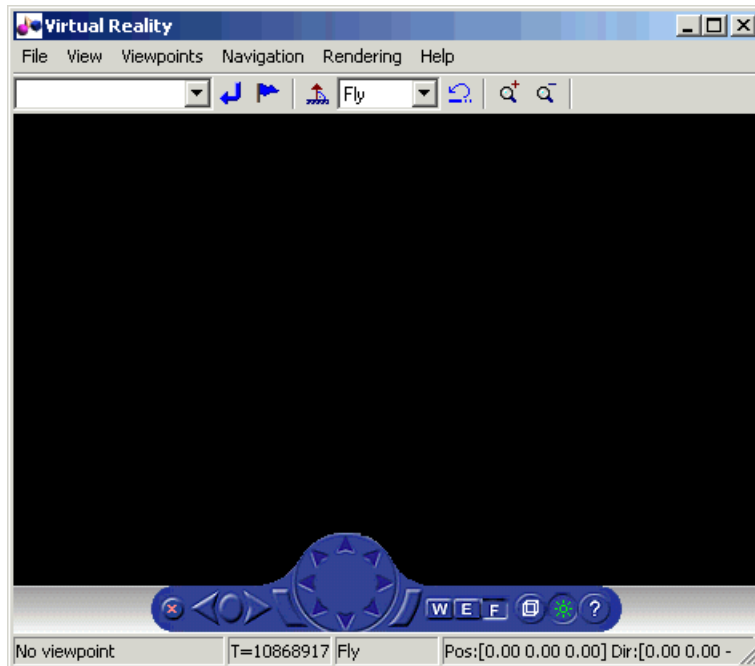 Virtual Reality
File View Viewpoints Navigation Rendering Help
Fly
W E F ?
No viewpoint T=10868917 Fly Pos:[0.00 0.00 0.00] Dir:[0.00 0.00 -